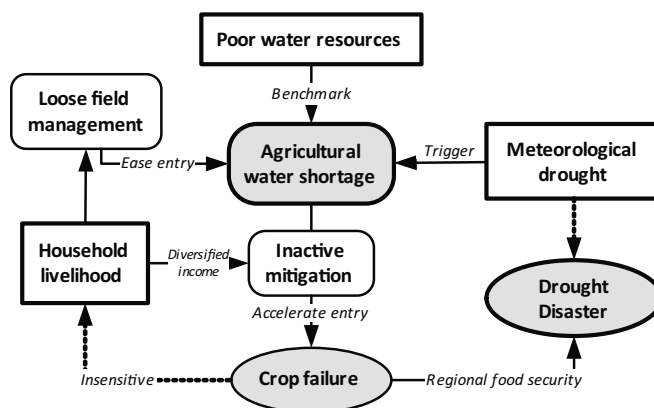 Poor water resources
Benchmark
Loose field
management
Ease entry
Agricultural
water shortage
Trigger
Meteorological
drought
Household
livelihood
Diversified
income
Inactive
mitigation
Drought
Disaster
Accelerate entry
Insensitive
Crop failure
Regional food security